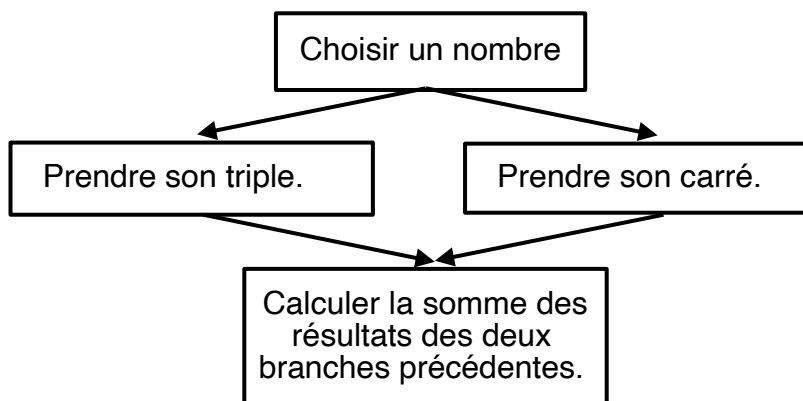 Choisir un nombre
Prendre son triple.
Prendre son carré.
Calculer la somme des
résultats des deux
branches précédentes.